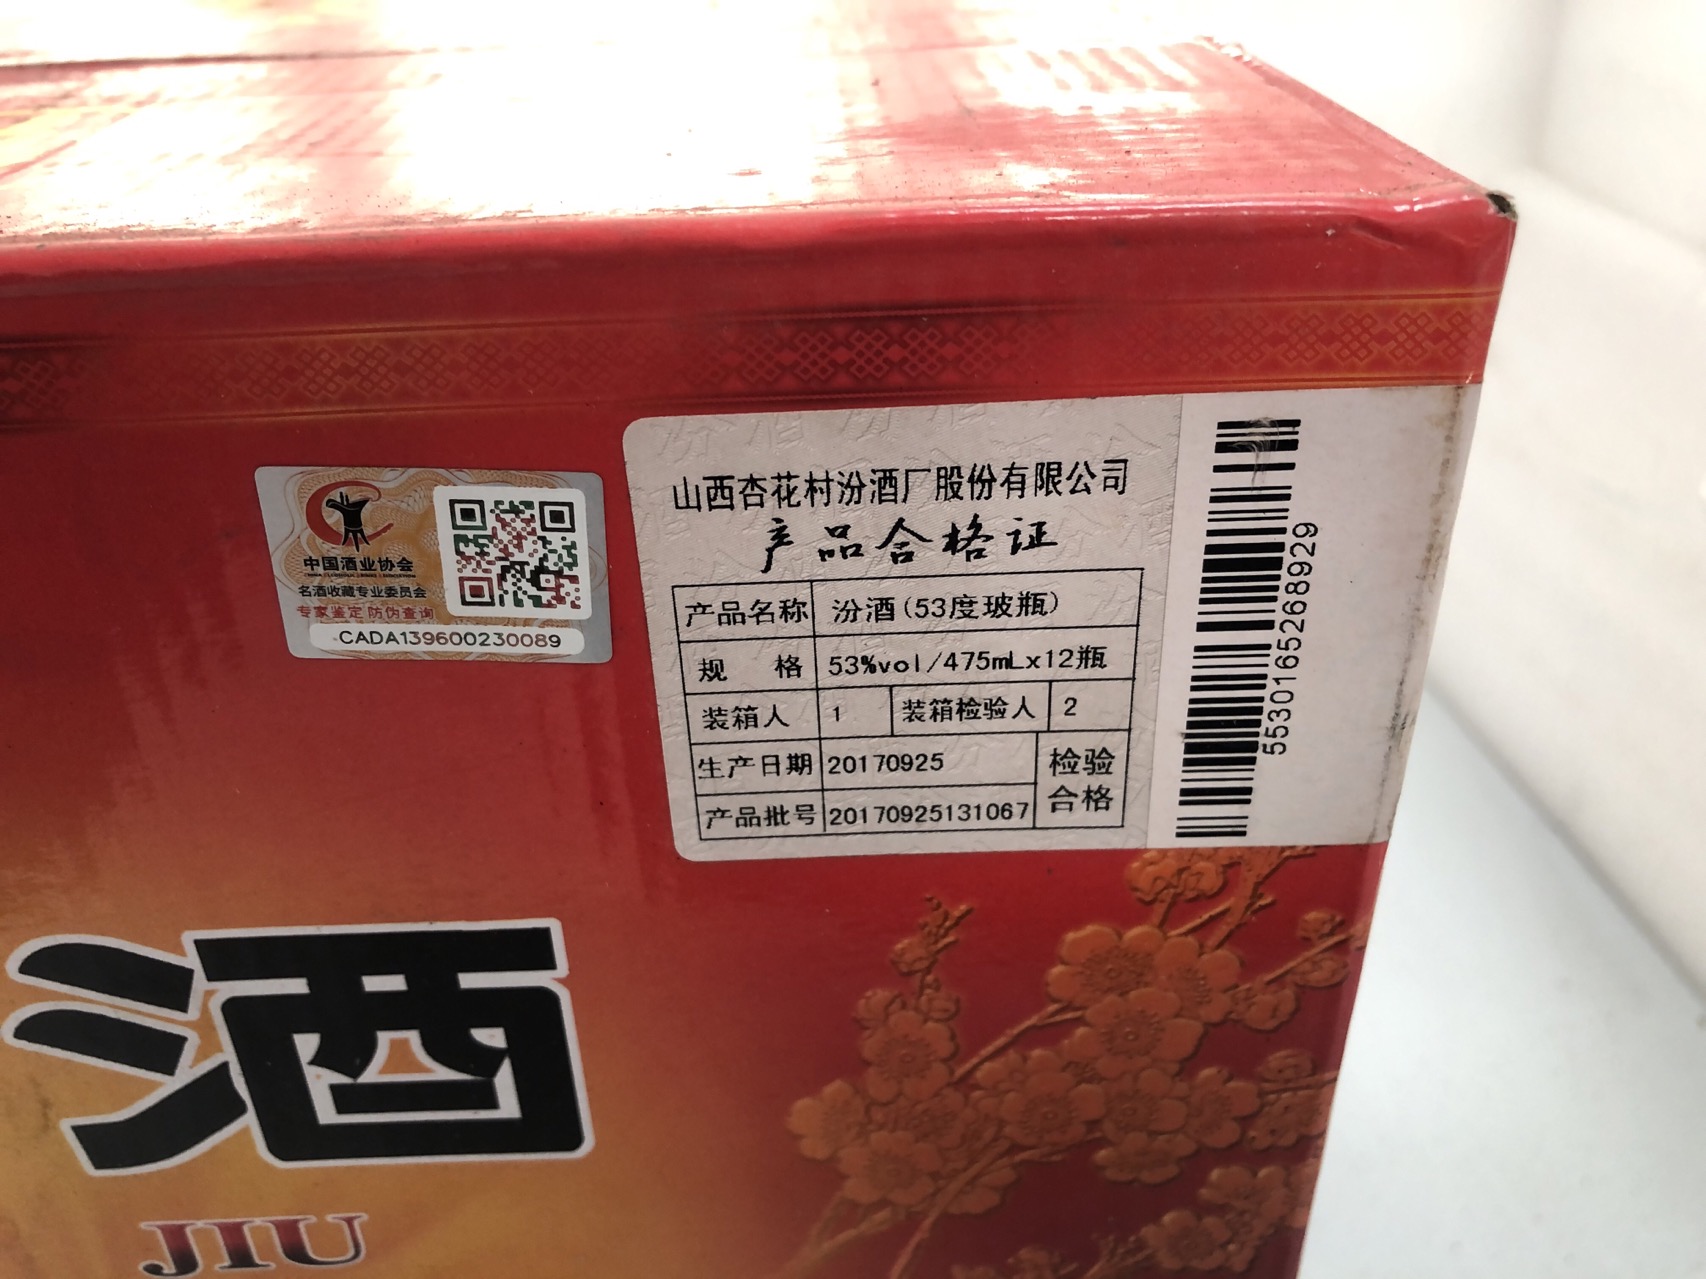 中国酒业协会
名酒收藏专业委员会
专家鉴定防伪查询
CADA139600230089
山西杏花村汾酒厂股份有限公司
产品合格证
产品名称 汾酒(53度玻瓶)
规 格 53%vol/475mLx12瓶
装箱人 1 装箱检验人 2
生产日期 20170925 检验
产品批号 20170925131067 合格
5530165268929
酒
JIU